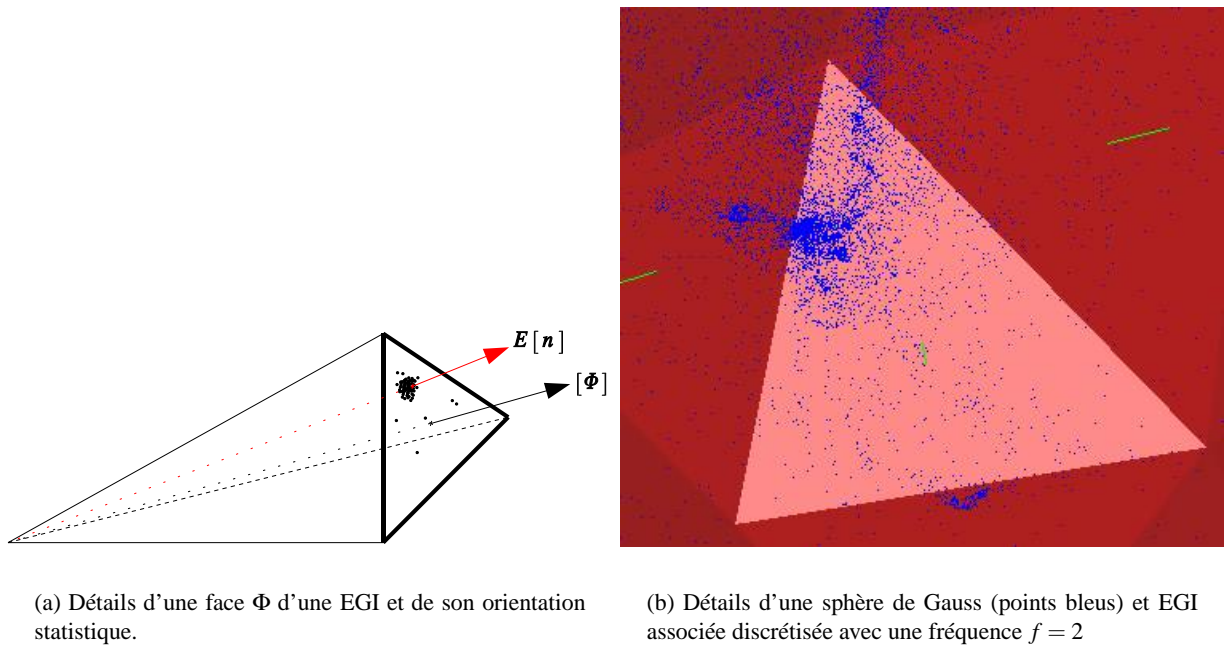 E[n]
[Φ]
(a) Détails d'une face Φ d'une EGI et de son orientation
statistique.
(b) Détails d'une sphère de Gauss (points bleus) et EGI
associée discrétisée avec une fréquence f = 2